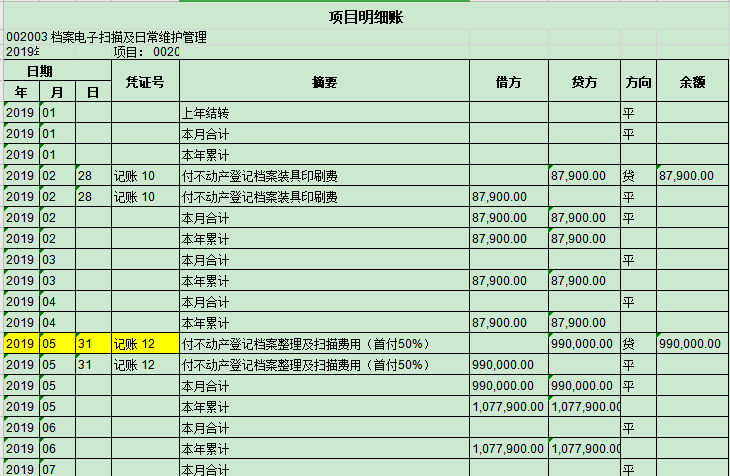 项目明细账
002003 档案电子扫描及日常维护管理
2019年 项目： 0020
日期 凭证号 摘要 借方 贷方 方向 余额
年 月 日
2019 01 上年结转 平
2019 01 本月合计 平
2019 01 本年累计
2019 02 28 记账 10 付不动产登记档案装具印刷费 87,900.00 贷 87,900.00
2019 02 28 记账 10 付不动产登记档案装具印刷费 87,900.00 平
2019 02 本月合计 87,900.00 87,900.00 平
2019 02 本年累计 87,900.00 87,900.00
2019 03 本月合计 平
2019 03 本年累计 87,900.00 87,900.00
2019 04 本月合计 平
2019 04 本年累计 87,900.00 87,900.00
2019 05 31 记账 12 付不动产登记档案整理及扫描费用（首付50%） 990,000.00 贷 990,000.00
2019 05 31 记账 12 付不动产登记档案整理及扫描费用（首付50%） 990,000.00 平
2019 05 本月合计 990,000.00 990,000.00 平
2019 05 本年累计 1,077,900.00 1,077,900.00
2019 06 本月合计 平
2019 06 本年累计 1,077,900.00 1,077,900.00
2019 07 本月合计 平